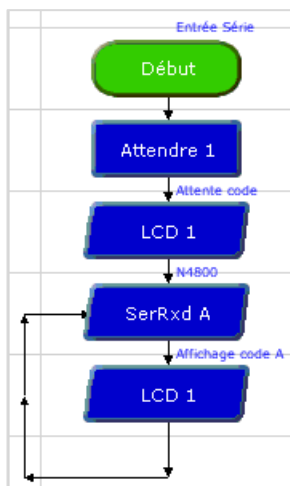 Entrée Série
Début
Attendre 1
Attente code
LCD 1
N4800
SerRxd A
Affichage code A
LCD 1